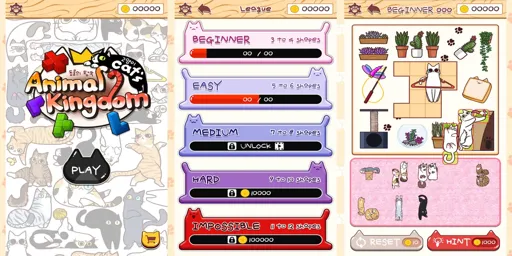 00000
Animal
Kingdom
cat
PLAY
League
00000
BEGINNER
3 to 4 shapes
00 / 00
EASY
5 to 6 shapes
00 / 00
MEDIUM
7 to 8 shapes
UNLOCK
HARD
9 to 10 shapes
10000
IMPOSSIBLE
11 to 12 shapes
100000
BEGINNER 000
00000
RESET
HINT